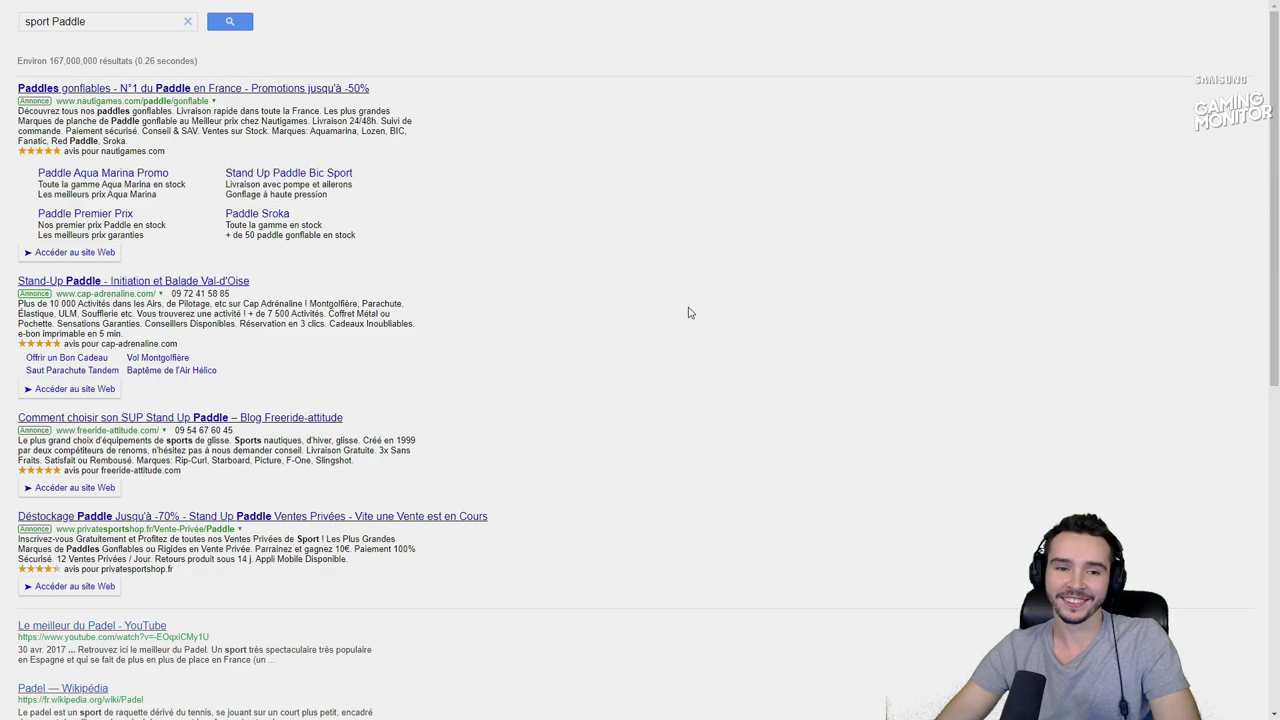 sport Paddle
SAMSUNG
GAMING
MONITOR
Environ 167,000,000 résultats (0.26 secondes)
Paddles gonflables - N°1 du Paddle en France - Promotions jusqu'à -50%
Annonce www.nautigames.com/paddle/gonflable
Découvrez tous nos paddles gonflables. Livraison rapide dans toute la France. Les plus grandes
Marques de planche de Paddle gonflable au Meilleur prix chez Nautigames. Livraison 24/48h. Suivi de
commande. Paiement sécurisé. Conseil & SAV. Ventes sur Stock. Marques: Aquamarina, Lozen, BIC,
Fanatic, Red Paddle, Sroka.
avis pour nautigames.com
Paddle Aqua Marina Promo
Toute la gamme Aqua Marina en stock
Les meilleurs prix Aqua Marina
Stand Up Paddle Bic Sport
Livraison avec pompe et ailerons
Gonflage à haute pression
Paddle Premier Prix
Nos premier prix Paddle en stock
Les meilleurs prix garanties
Paddle Sroka
Toute la gamme en stock
+ de 50 paddle gonflable en stock
Accéder au site Web
Stand-Up Paddle - Initiation et Balade Val-d'Oise
Annonce www.cap-adrenaline.com/ 09 72 41 58 85
Plus de 10 000 Activités dans les Airs, de Pilotage, etc sur Cap Adrénaline ! Montgolfière, Parachute,
Élastique, ULM, Soufflerie etc. Vous trouverez une activité ! + de 7 500 Activités. Coffret Métal ou
Pochette. Sensations Garanties. Conseillers Disponibles. Réservation en 3 clics. Cadeaux Inoubliables.
e-bon imprimable en 5 min.
avis pour cap-adrenaline.com
Offrir un Bon Cadeau Vol Montgolfière
Saut Parachute Tandem Baptême de l'Air Hélico
Accéder au site Web
Comment choisir son SUP Stand Up Paddle – Blog Freeride-attitude
Annonce www.freeride-attitude.com/ 09 54 67 60 45
Le plus grand choix d'équipements de sports de glisse. Sports nautiques, d'hiver, glisse. Créé en 1999
par deux compétiteurs de renoms, n'hésitez pas à nous demander conseil. Livraison Gratuite. 3x Sans
Fraits. Satisfait ou Remboursé. Marques: Rip-Curl, Starboard, Picture, F-One, Slingshot.
avis pour freeride-attitude.com
Accéder au site Web
Déstockage Paddle Jusqu'à -70% - Stand Up Paddle Ventes Privées - Vite une Vente est en Cours
Annonce www.privatesportshop.fr/Vente-Privée/Paddle
Inscrivez-vous Gratuitement et Profitez de toutes nos Ventes Privées de Sport ! Les Plus Grandes
Marques de Paddles Gonflables ou Rigides en Vente Privée. Parrainez et gagnez 10€. Paiement 100%
Sécurisé. 12 Ventes Privées / Jour. Retours produit sous 14 j. Appli Mobile Disponible.
avis pour privatesportshop.fr
Accéder au site Web
Le meilleur du Padel - YouTube
https://www.youtube.com/watch?v=-EOqxiCMy1U
30 avr. 2017 ... Retrouvez ici le meilleur du Padel. Un sport trés spectaculaire trés populaire
en Espagne et qui se fait de plus en plus de place en France (un ...
Padel — Wikipédia
https://fr.wikipedia.org/wiki/Padel
Le padel est un sport de raquette dérivé du tennis, se jouant sur un court plus petit, encadré